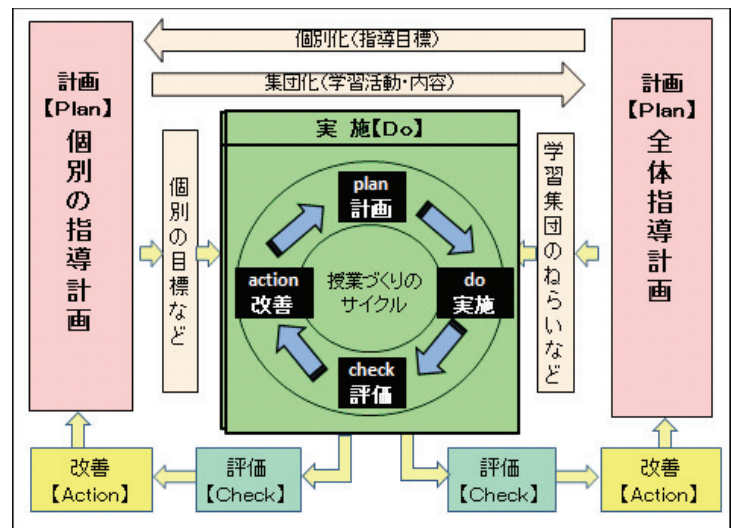 個別化(指導目標)
集団化(学習活動・内容)
計画
【Plan】
個別の指導計画
個別の目標など
実 施【Do】
plan
計画
do
実施
check
評価
action
改善
授業づくりの
サイクル
学習集団のねらいなど
計画
【Plan】
全体指導計画
改善
【Action】
評価
【Check】
評価
【Check】
改善
【Action】